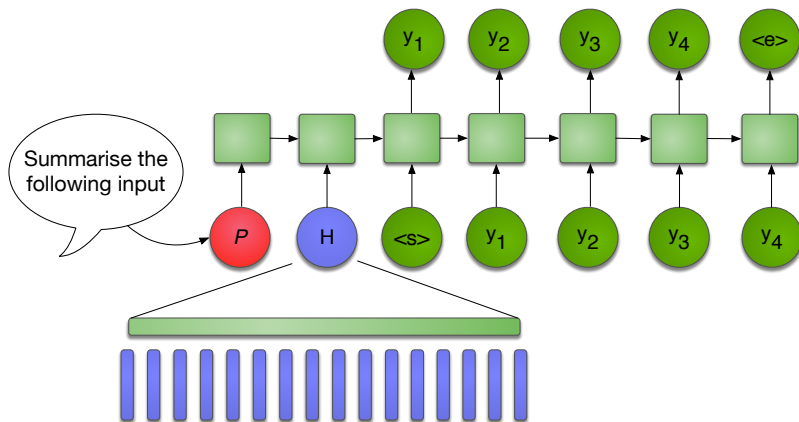 y1 y2 y3 y4 <e>
Summarise the
following input
P H <s> y1 y2 y3 y4